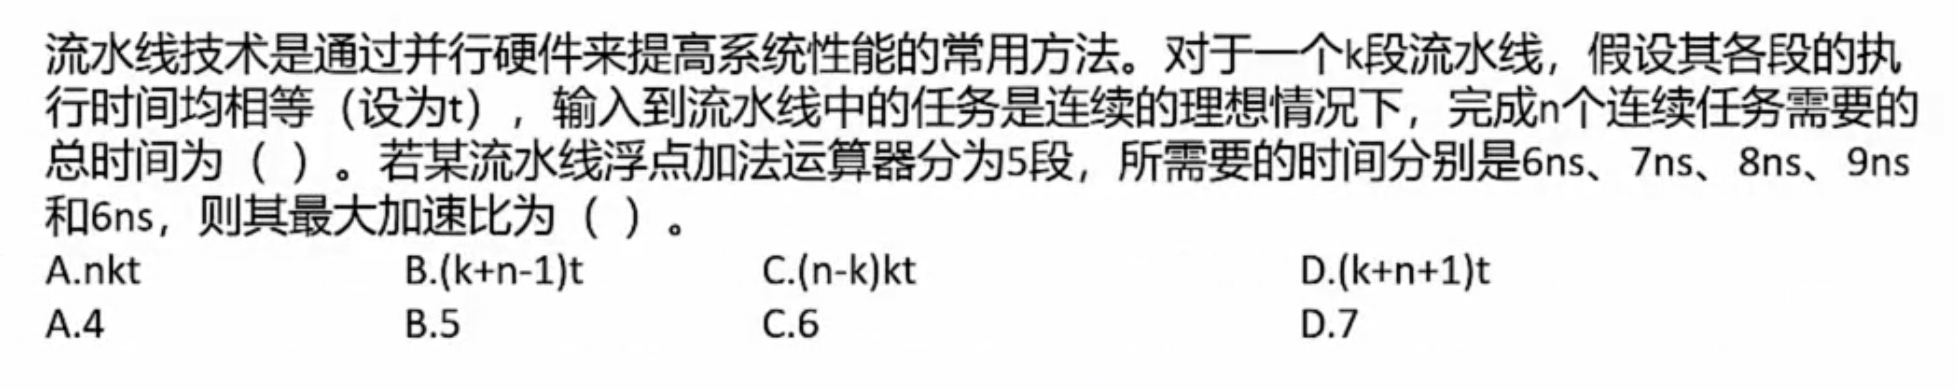 流水线技术是通过并行硬件来提高系统性能的常用方法。对于一个k段流水线，假设其各段的执
行时间均相等（设为t），输入到流水线中的任务是连续的理想情况下，完成n个连续任务需要的
总时间为（ ）。若某流水线浮点加法运算器分为5段，所需要的时间分别是6ns、7ns、8ns、9ns
和6ns，则其最大加速比为（ ）。
A.nkt B.(k+n-1)t C.(n-k)kt D.(k+n+1)t
A.4 B.5 C.6 D.7